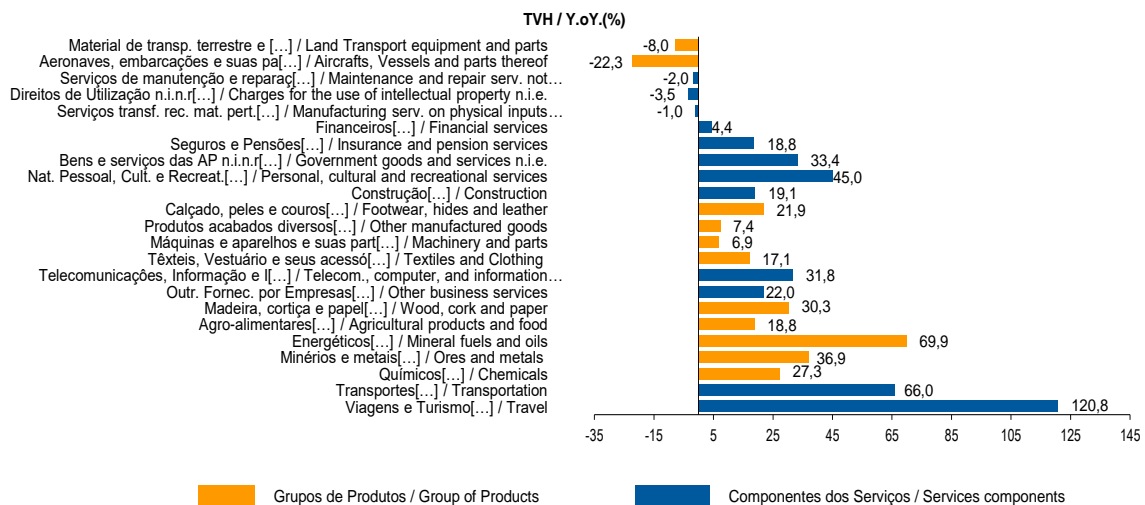 TVH / Y.oY.(%)
Material de transp. terrestre e [...] / Land Transport equipment and parts -8,0
Aeronaves, embarcações e suas pa[...] / Aircrafts, Vessels and parts thereof -22,3
Serviços de manutenção e reparaç[...] / Maintenance and repair serv. not... -2,0
Direitos de Utilização n.i.n.r[...] / Charges for the use of intellectual property n.i.e. -3,5
Serviços transf. rec. mat. pert.[...] / Manufacturing serv. on physical inputs... -1,0
Financeiros[...] / Financial services 4,4
Seguros e Pensões[...] / Insurance and pension services 18,8
Bens e serviços das AP n.i.n.r[...] / Government goods and services n.i.e. 33,4
Nat. Pessoal, Cult. e Recreat.[...] / Personal, cultural and recreational services 45,0
Construção[...] / Construction 19,1
Calçado, peles e couros[...] / Footwear, hides and leather 21,9
Produtos acabados diversos[...] / Other manufactured goods 7,4
Máquinas e aparelhos e suas part[...] / Machinery and parts 6,9
Têxteis, Vestuário e seus acessó[...] / Textiles and Clothing 17,1
Telecomunicações, Informação e I[...] / Telecom., computer, and information... 31,8
Outr. Fornec. por Empresas[...] / Other business services 22,0
Madeira, cortiça e papel[...] / Wood, cork and paper 30,3
Agro-alimentares[...] / Agricultural products and food 18,8
Energéticos[...] / Mineral fuels and oils 69,9
Minérios e metais[...] / Ores and metals 36,9
Químicos[...] / Chemicals 27,3
Transportes[...] / Transportation 66,0
Viagens e Turismo[...] / Travel 120,8
-35 -15 5 25 45 65 85 105 125 145
Grupos de Produtos / Group of Products
Componentes dos Serviços / Services components